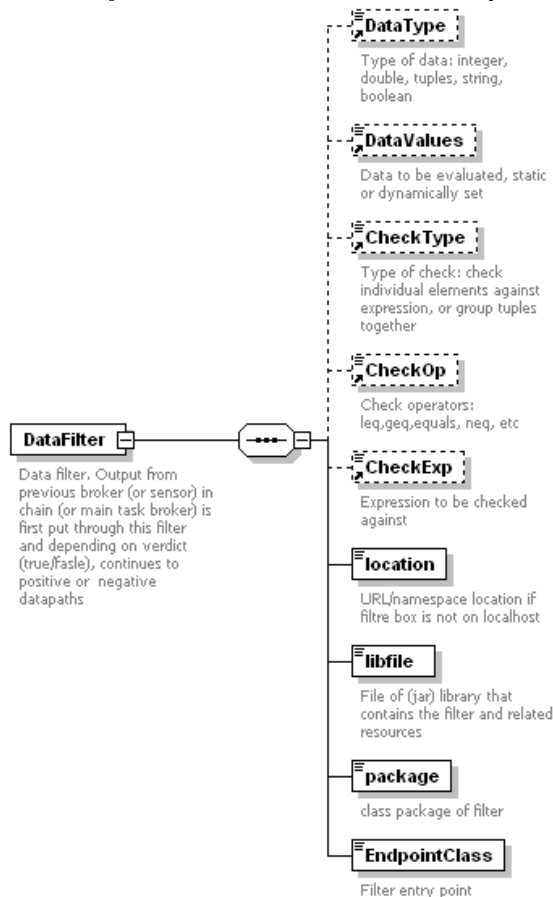 DataType
Type of data: integer,
double, tuples, string,
boolean
DataValues
Data to be evaluated, static
or dynamically set
CheckType
Type of check: check
individual elements against
expression, or group tuples
together
CheckOp
Check operators:
leq,geq,equals, neq, etc
DataFilter
Data filter. Output from
previous broker (or sensor) in
chain (or main task broker) is
first put through this filter
and depending on verdict
(true/fasle), continues to
positive or negative
datapaths
CheckExp
Expression to be checked
against
location
URL/namespace location if
filtre box is not on localhost
libfile
File of (jar) library that
contains the filter and related
resources
package
class package of filter
EndpointClass
Filter entry point